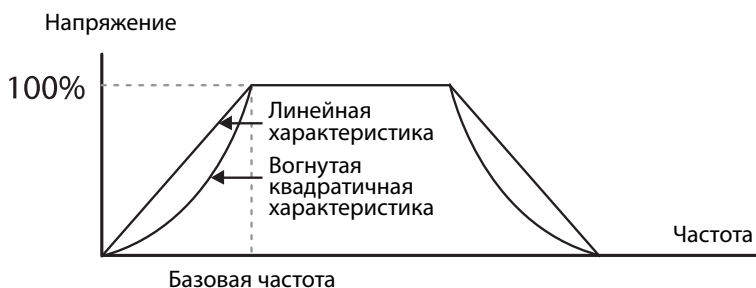 Напряжение
100%
Линейная
характеристика
Вогнутая
квадратичная
характеристика
Частота
Базовая частота